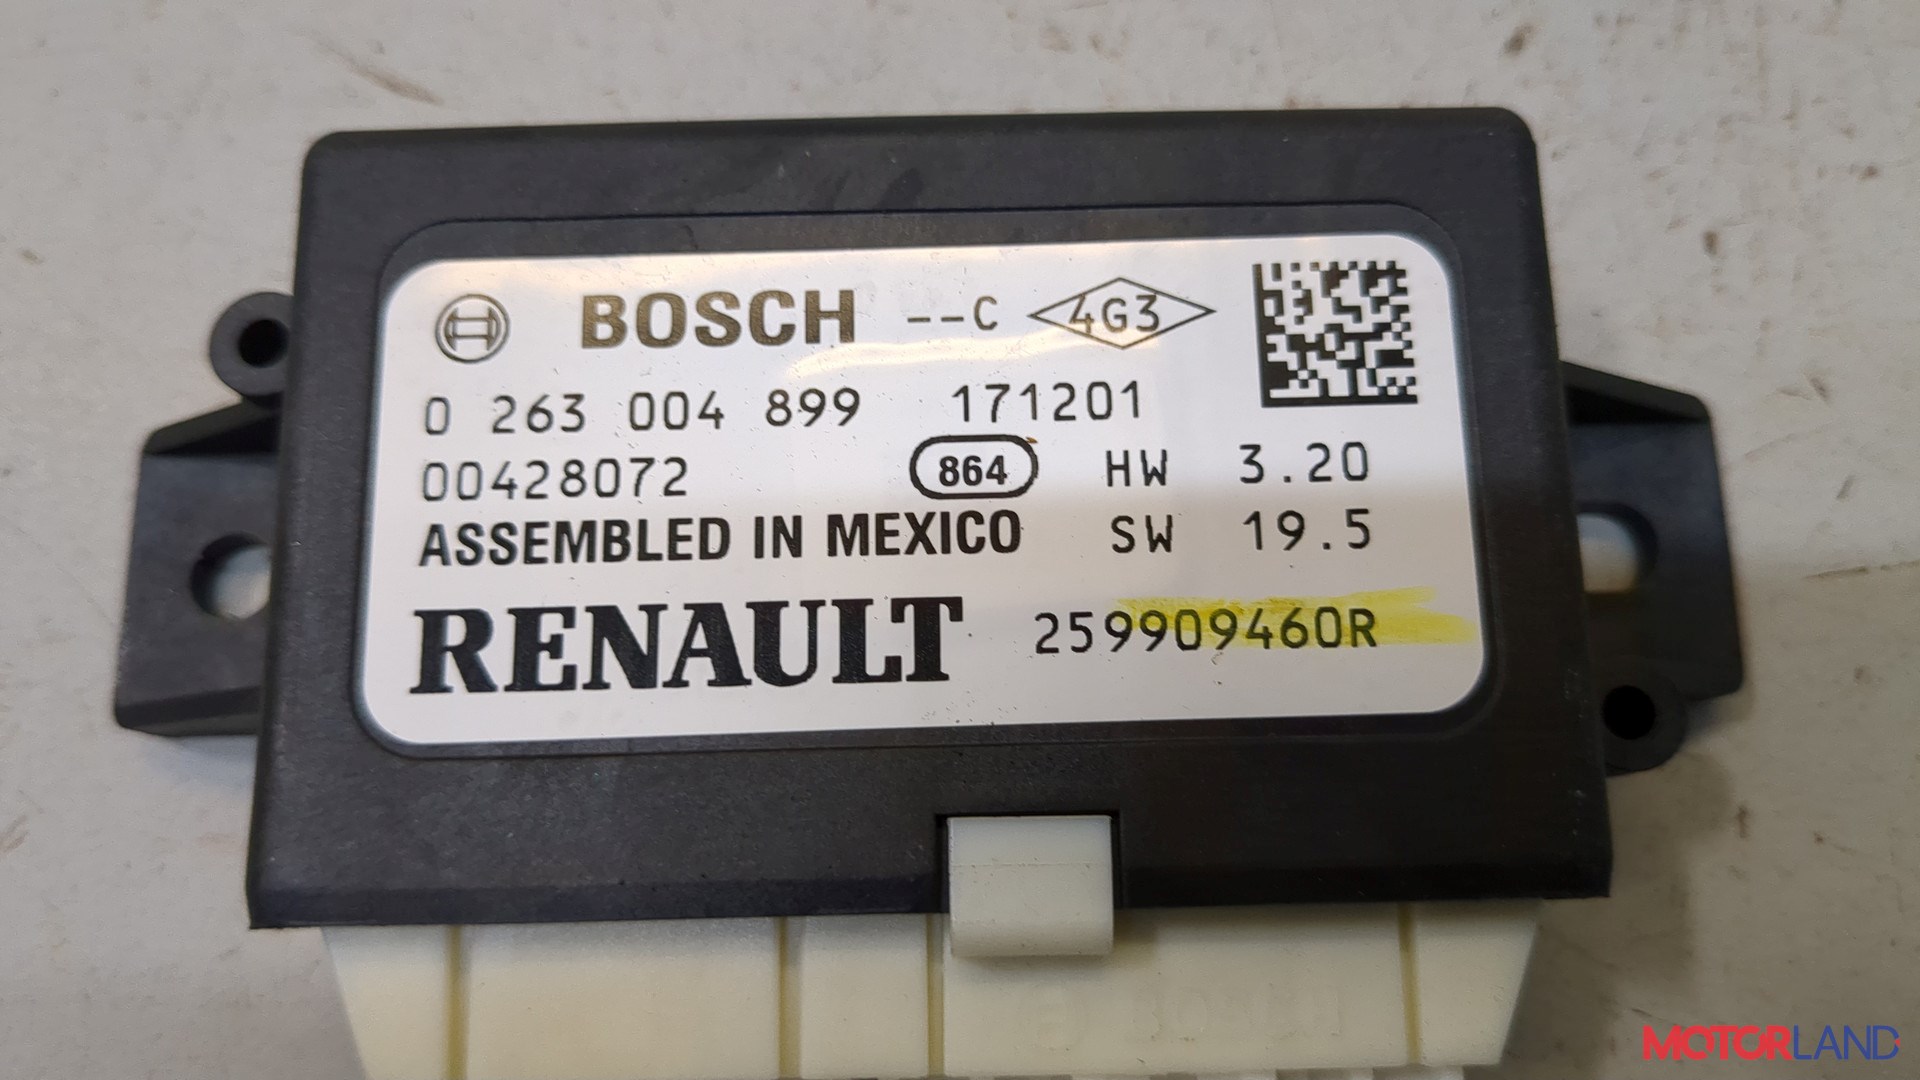 BOSCH --C 4G3
0 263 004 899 171201
00428072 864 HW 3.20
ASSEMBLED IN MEXICO SW 19.5
RENAULT 259909460R
MOTORLAND